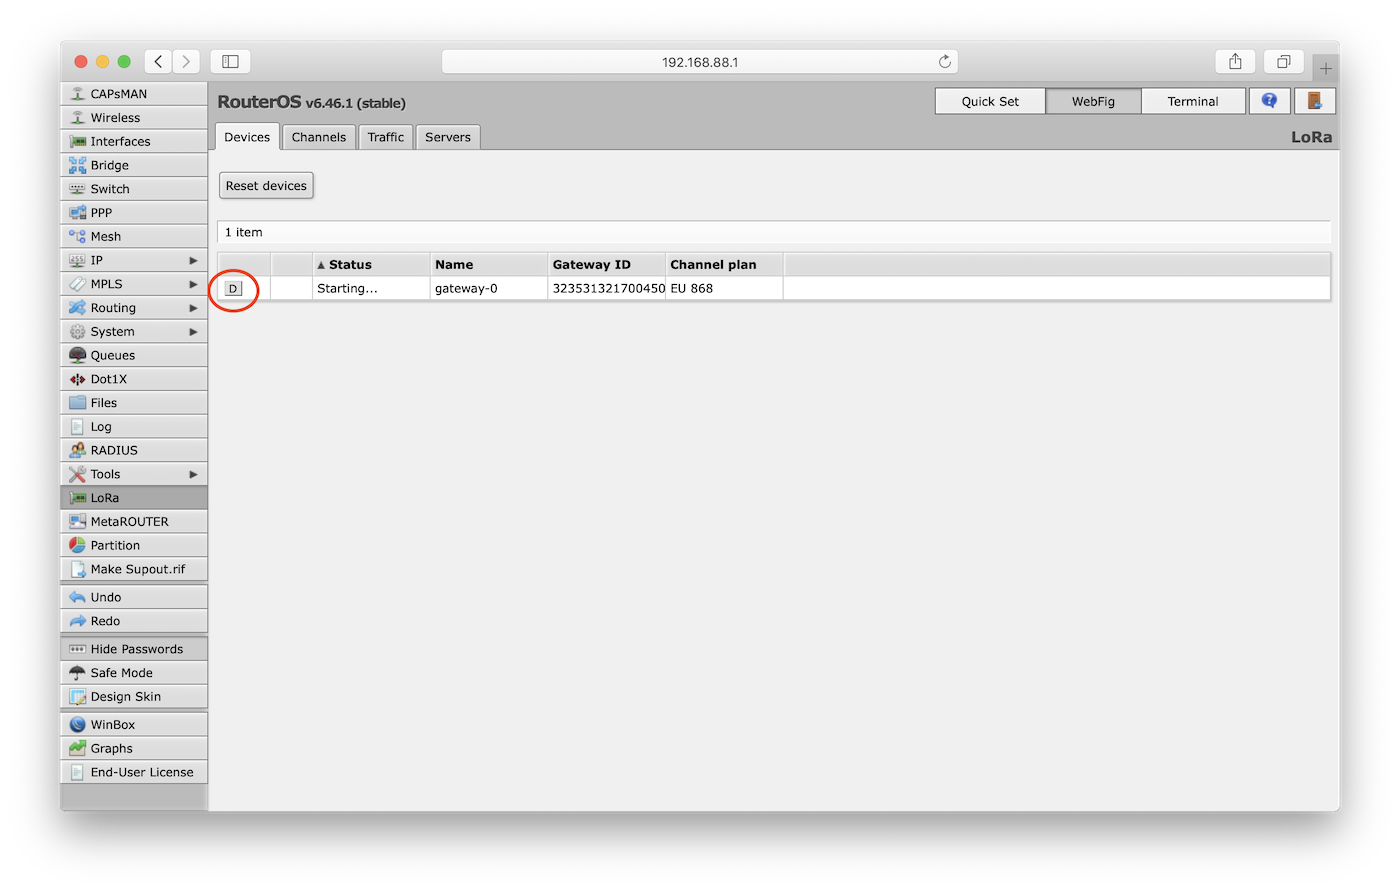 192.168.88.1
CAPsMAN
Wireless
Interfaces
Bridge
Switch
PPP
Mesh
IP
MPLS
Routing
System
Queues
Dot1X
Files
Log
RADIUS
Tools
LoRa
MetaROUTER
Partition
Make Supout.rif
Undo
Redo
Hide Passwords
Safe Mode
Design Skin
WinBox
Graphs
End-User License
RouterOS v6.46.1 (stable)
Quick Set WebFig Terminal
Devices Channels Traffic Servers LoRa
Reset devices
1 item
Status Name Gateway ID Channel plan
D Starting... gateway-0 323531321700450 EU 868